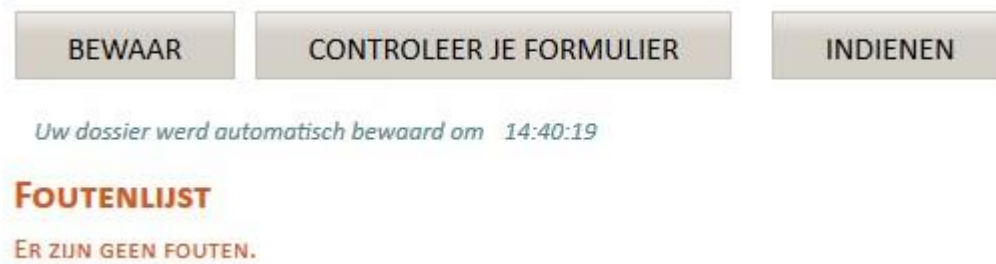 BEWAAR CONTROLEER JE FORMULIER INDIENEN
Uw dossier werd automatisch bewaard om 14:40:19
FOUTENLIJST
ER ZIJN GEEN FOUTEN.